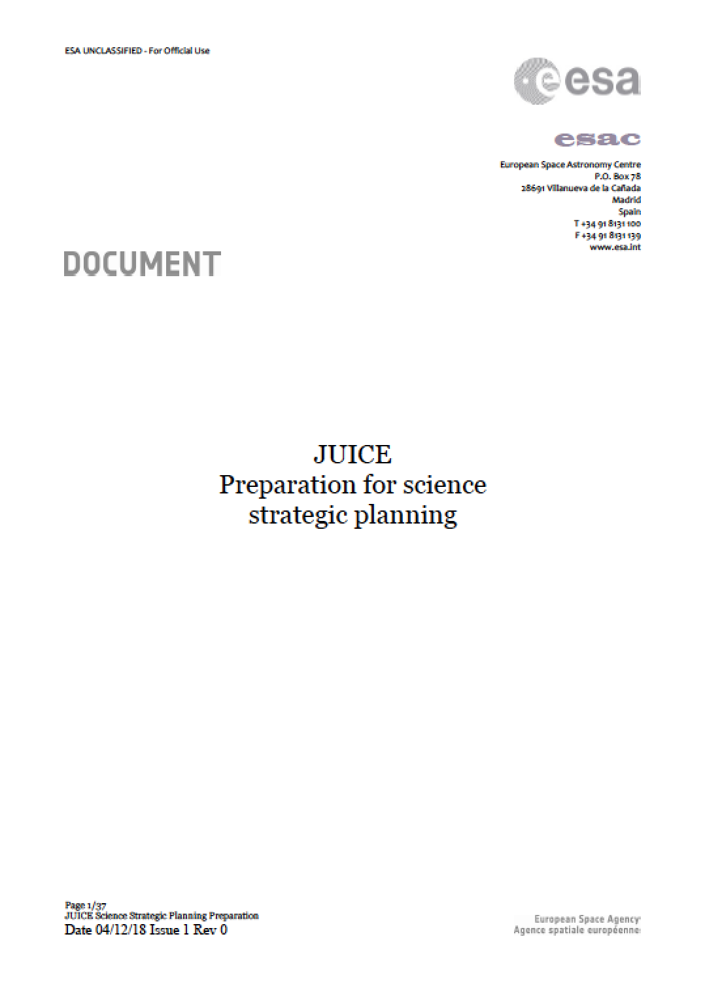 ESA UNCLASSIFIED - For Official Use
esa
esac
European Space Astronomy Centre
P.O. Box 78
28691 Villanueva de la Cañada
Madrid
Spain
T +34 91 8131 100
F +34 91 8131 139
www.esa.int
DOCUMENT
JUICE
Preparation for science
strategic planning
Page 1/37
JUICE Science Strategic Planning Preparation
Date 04/12/18 Issue 1 Rev 0
European Space Agency
Agence spatiale européenne